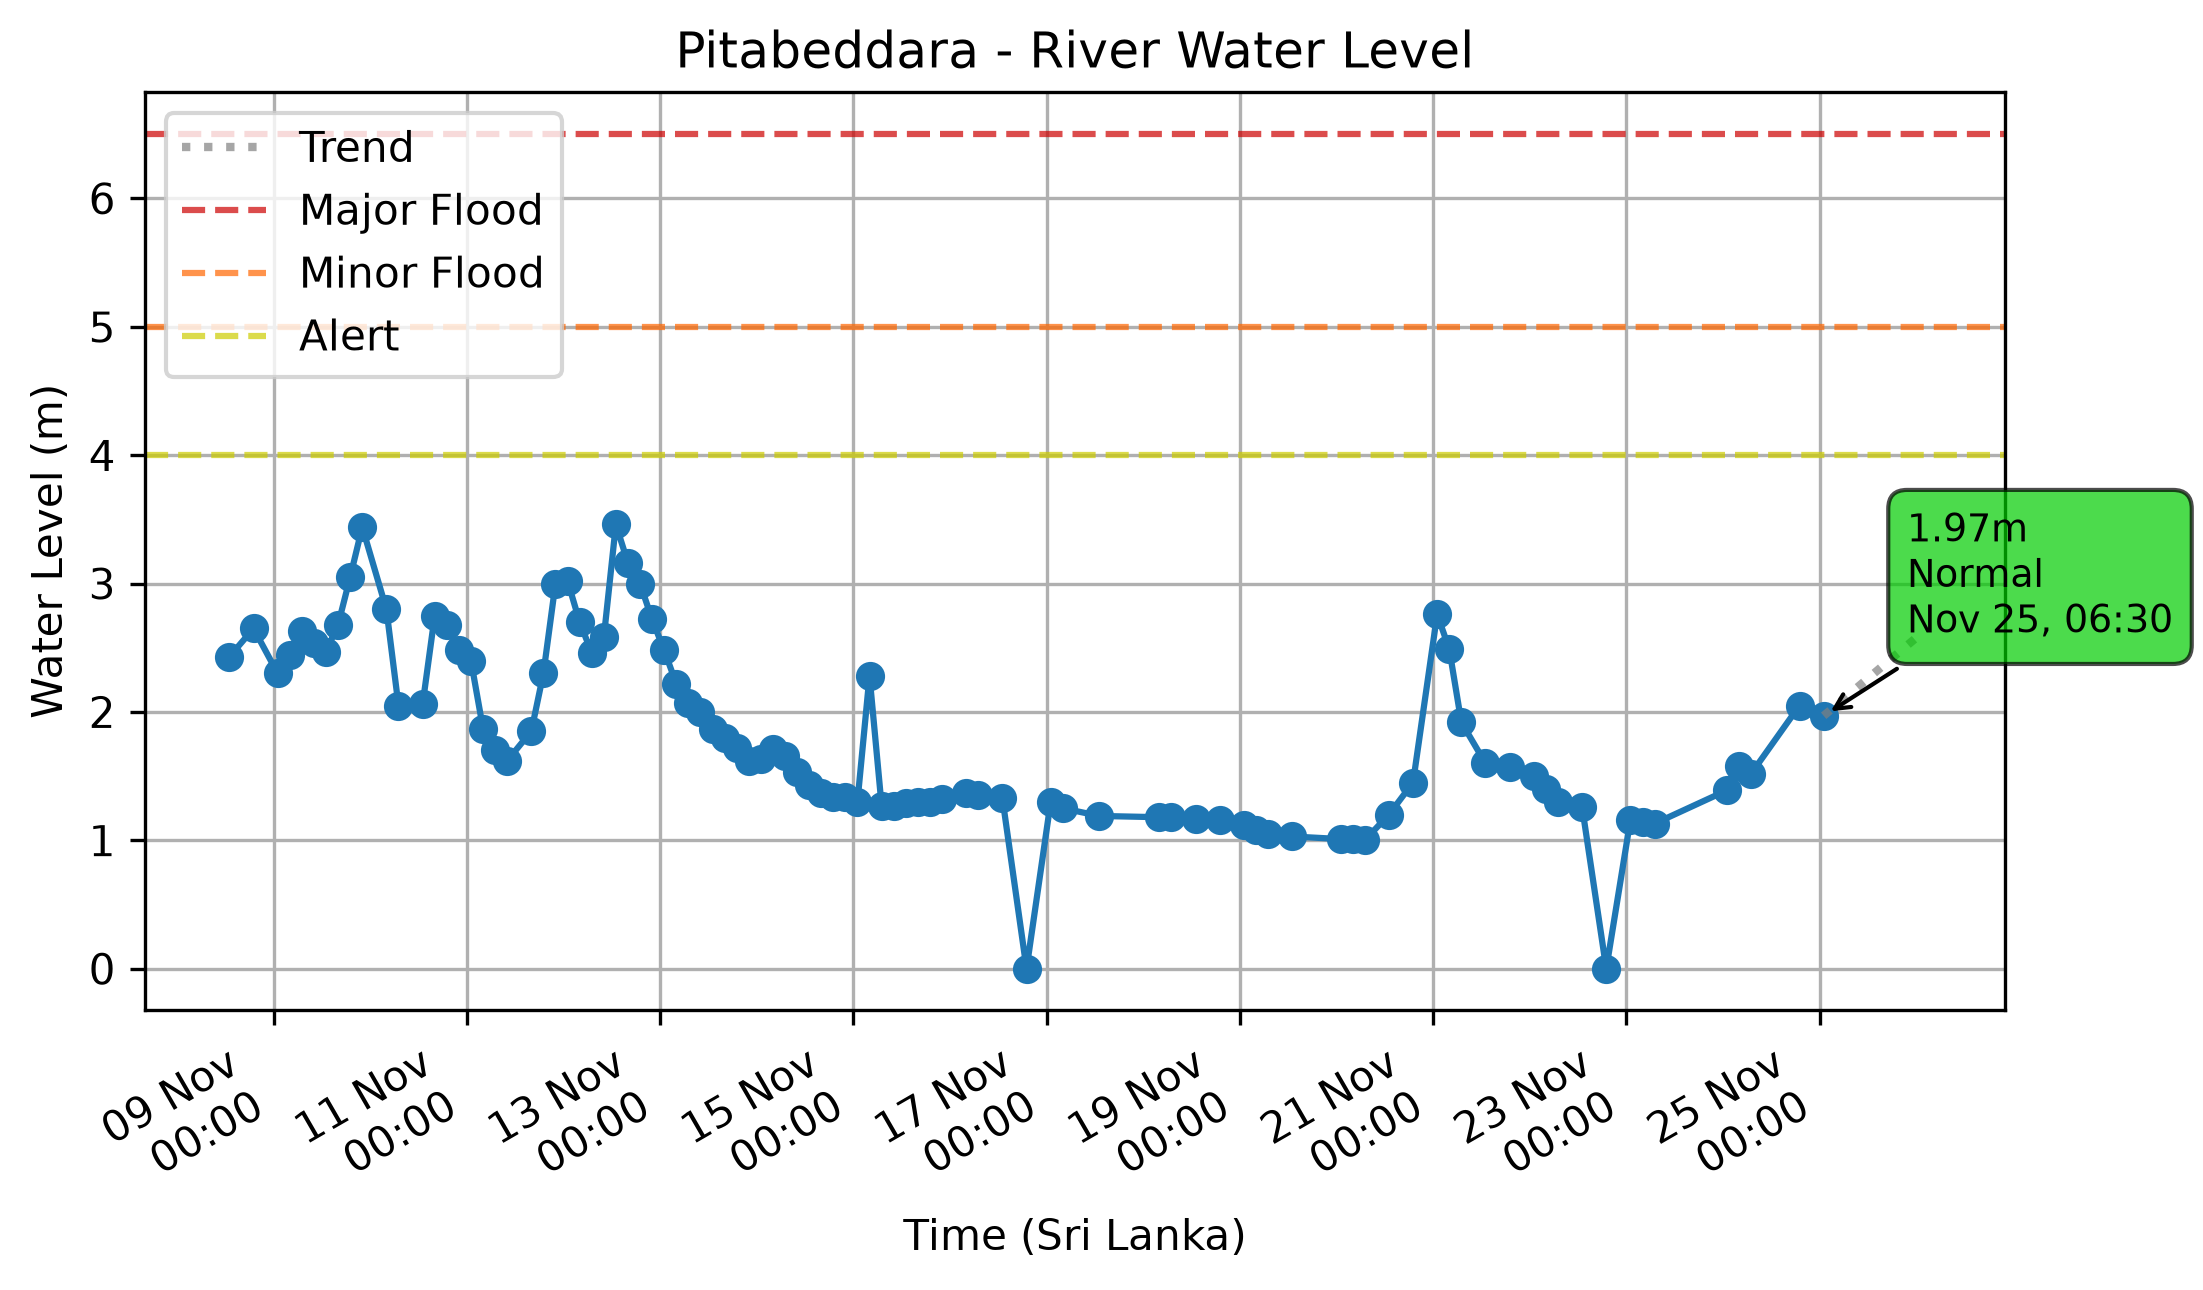 Pitabeddara - River Water Level
Trend
Major Flood
Minor Flood
Alert
6
5
4
3
2
1
0
Water Level (m)
1.97m
Normal
Nov 25, 06:30
09 Nov
00:00
11 Nov
00:00
13 Nov
00:00
15 Nov
00:00
17 Nov
00:00
19 Nov
00:00
21 Nov
00:00
23 Nov
00:00
25 Nov
00:00
Time (Sri Lanka)